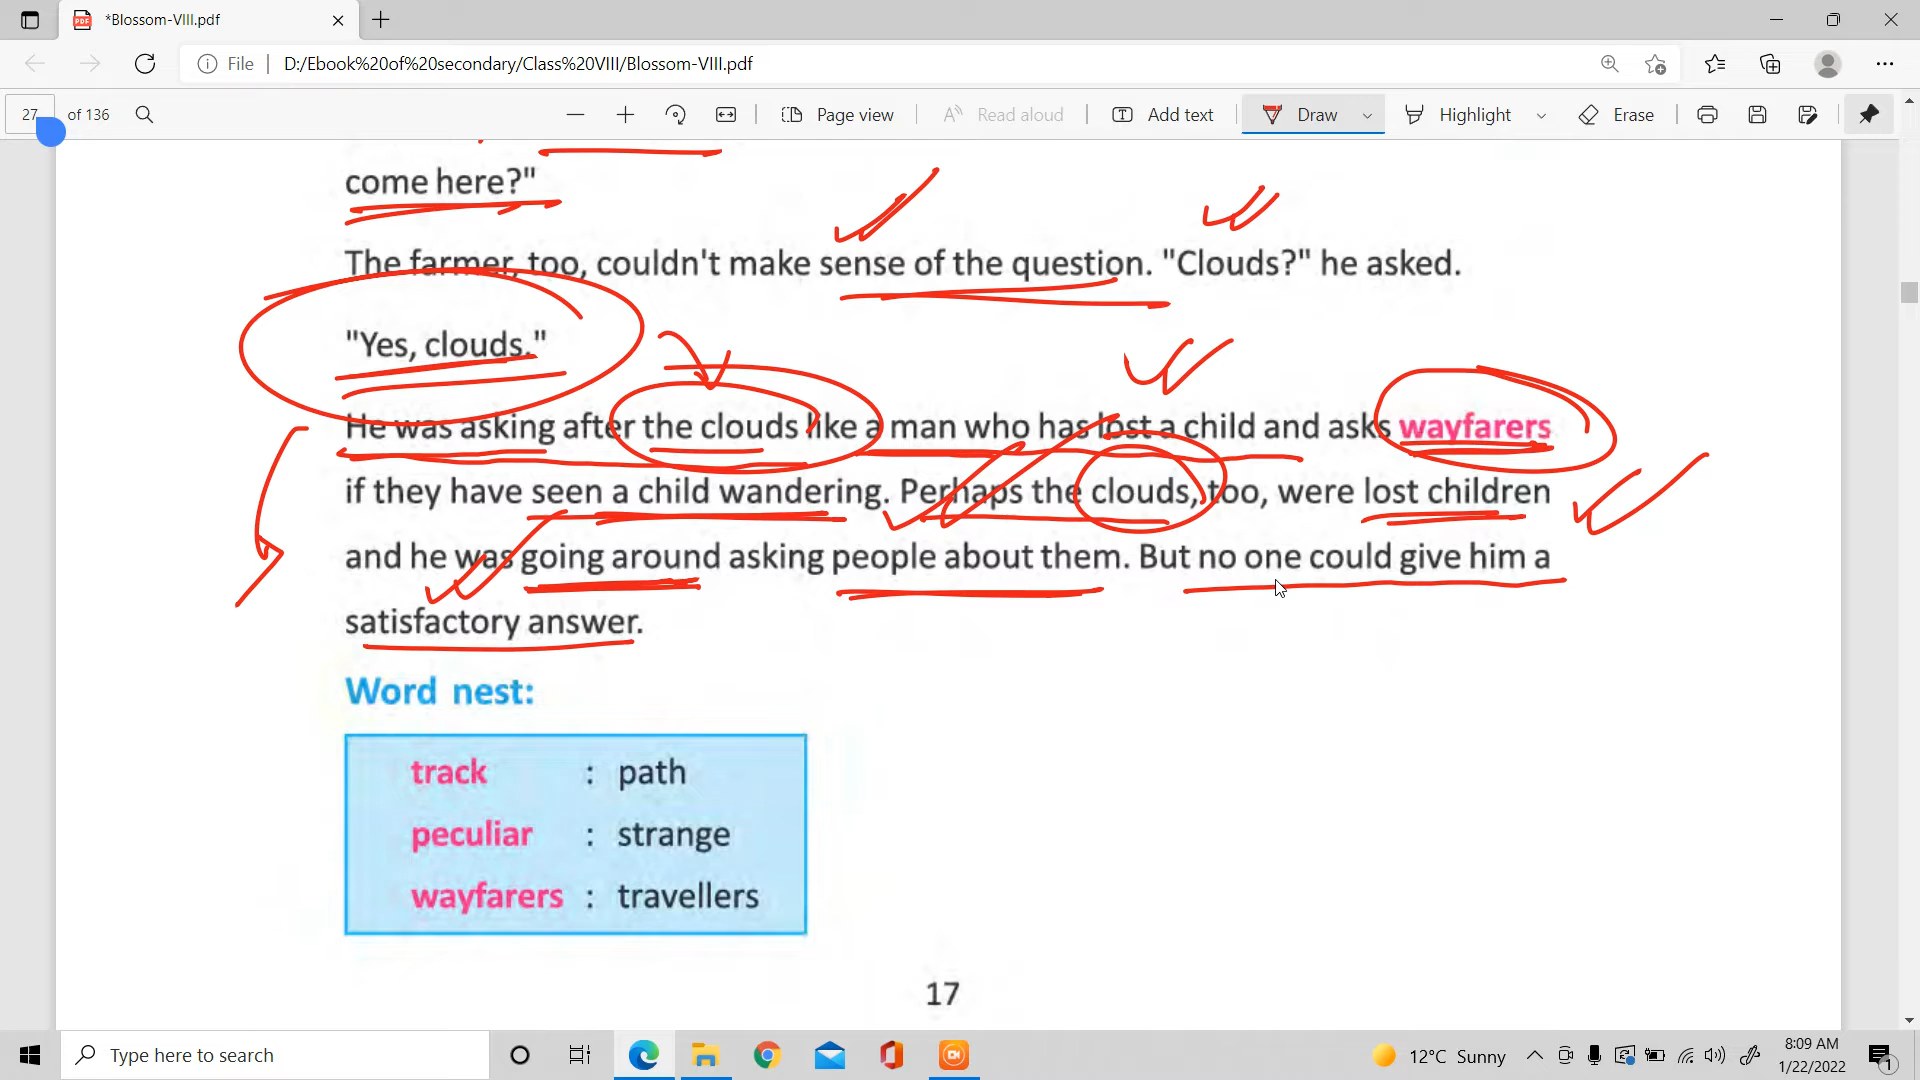 *Blossom-VIII.pdf
File D:/Ebook%20of%20secondary/Class%20VIII/Blossom-VIII.pdf
27 of 136 Page view Read aloud Add text Draw Highlight Erase
come here?"
The farmer, too, couldn't make sense of the question. "Clouds?" he asked.
"Yes, clouds."
He was asking after the clouds like a man who has lost a child and asks wayfarers
if they have seen a child wandering. Perhaps the clouds, too, were lost children
and he was going around asking people about them. But no one could give him a
satisfactory answer.
Word nest:
track : path
peculiar : strange
wayfarers : travellers
17
Type here to search 12°C Sunny 8:09 AM
1/22/2022 1